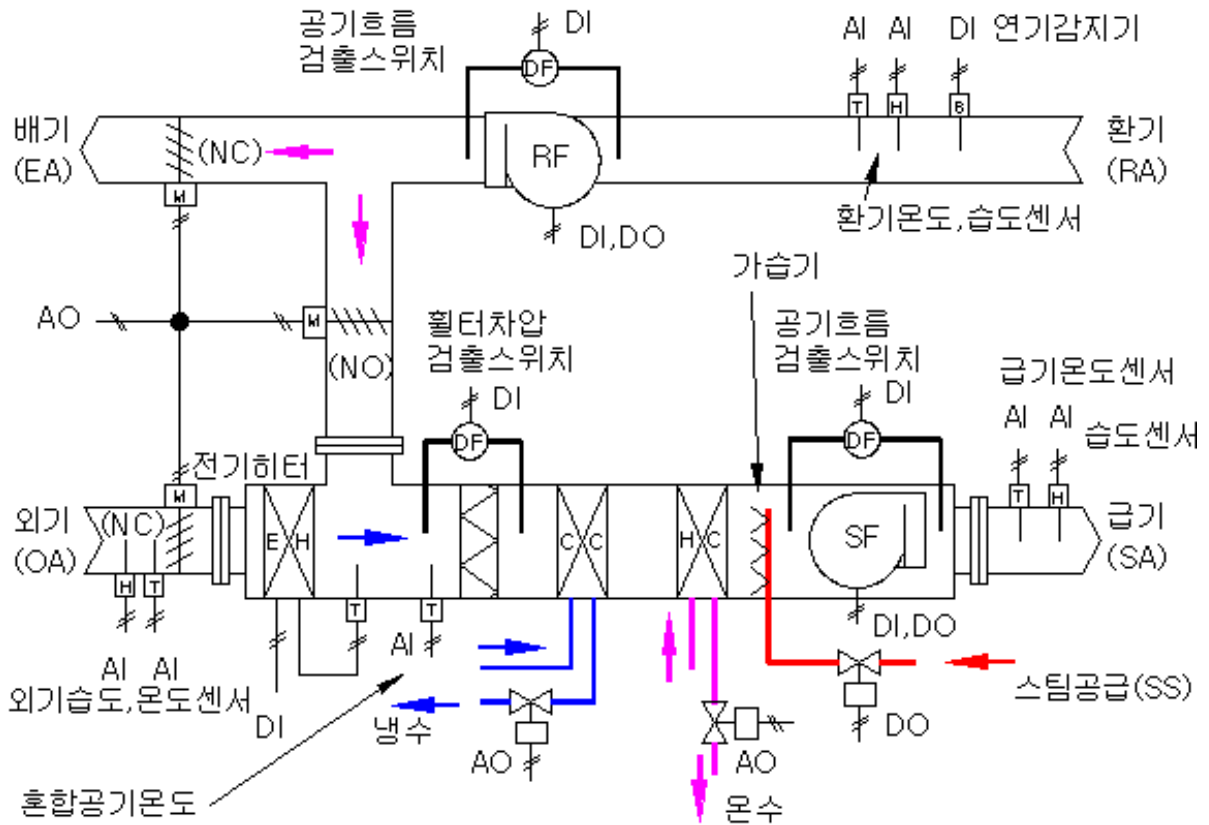 공기흐름
검출스위치
DI
DF
AI
AI
DI
연기감지기
T
H
B
배기
(EA)
(NC)
RF
환기
(RA)
M
DI,DO
환기온도,습도센서
가습기
AO
M
(NO)
휠터차압
검출스위치
DI
DF
공기흐름
검출스위치
DI
DF
급기온도센서
AI
AI
습도센서
T
H
전기히터
M
외기
(OA)
(NC)
E H
C C
H C
SF
급기
(SA)
H
T
T
T
AI
AI
AI
외기습도,온도센서
DI
냉수
AO
AO
온수
DI,DO
스팀공급(SS)
DO
혼합공기온도